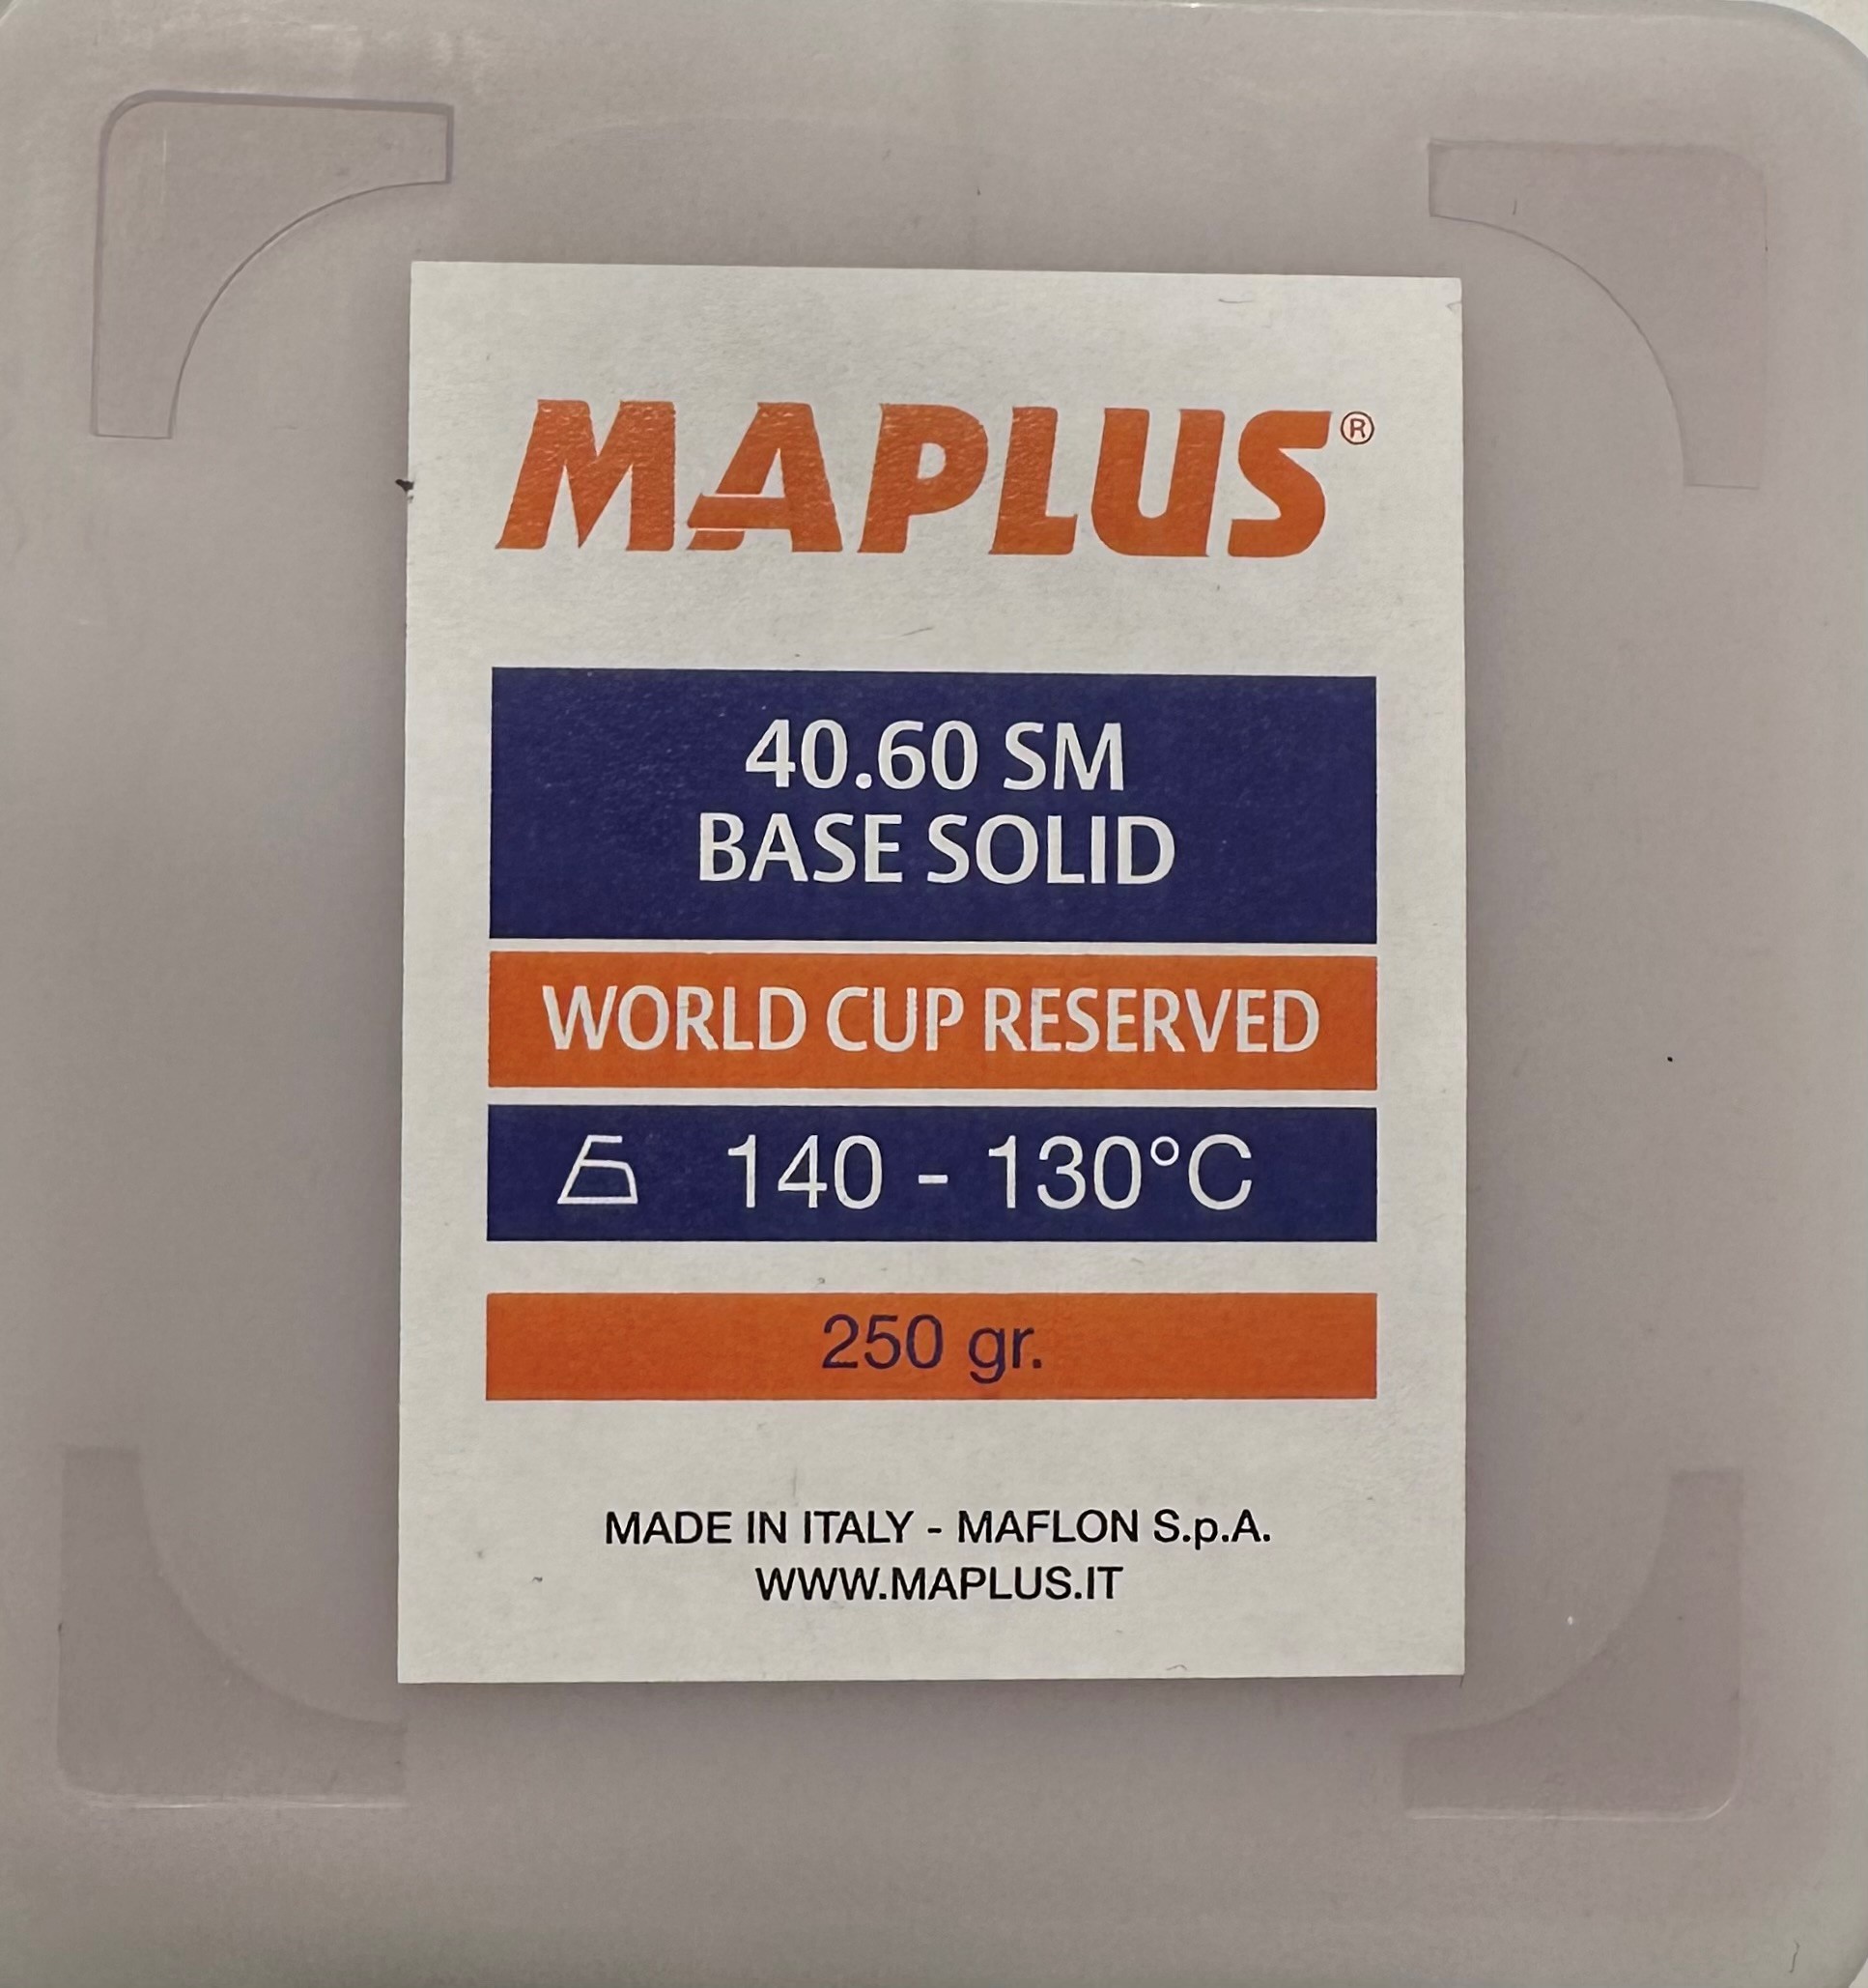 MAPLUS®
40.60 SM
BASE SOLID
WORLD CUP RESERVED
140 - 130°C
250 gr.
MADE IN ITALY - MAFLON S.p.A.
WWW.MAPLUS.IT